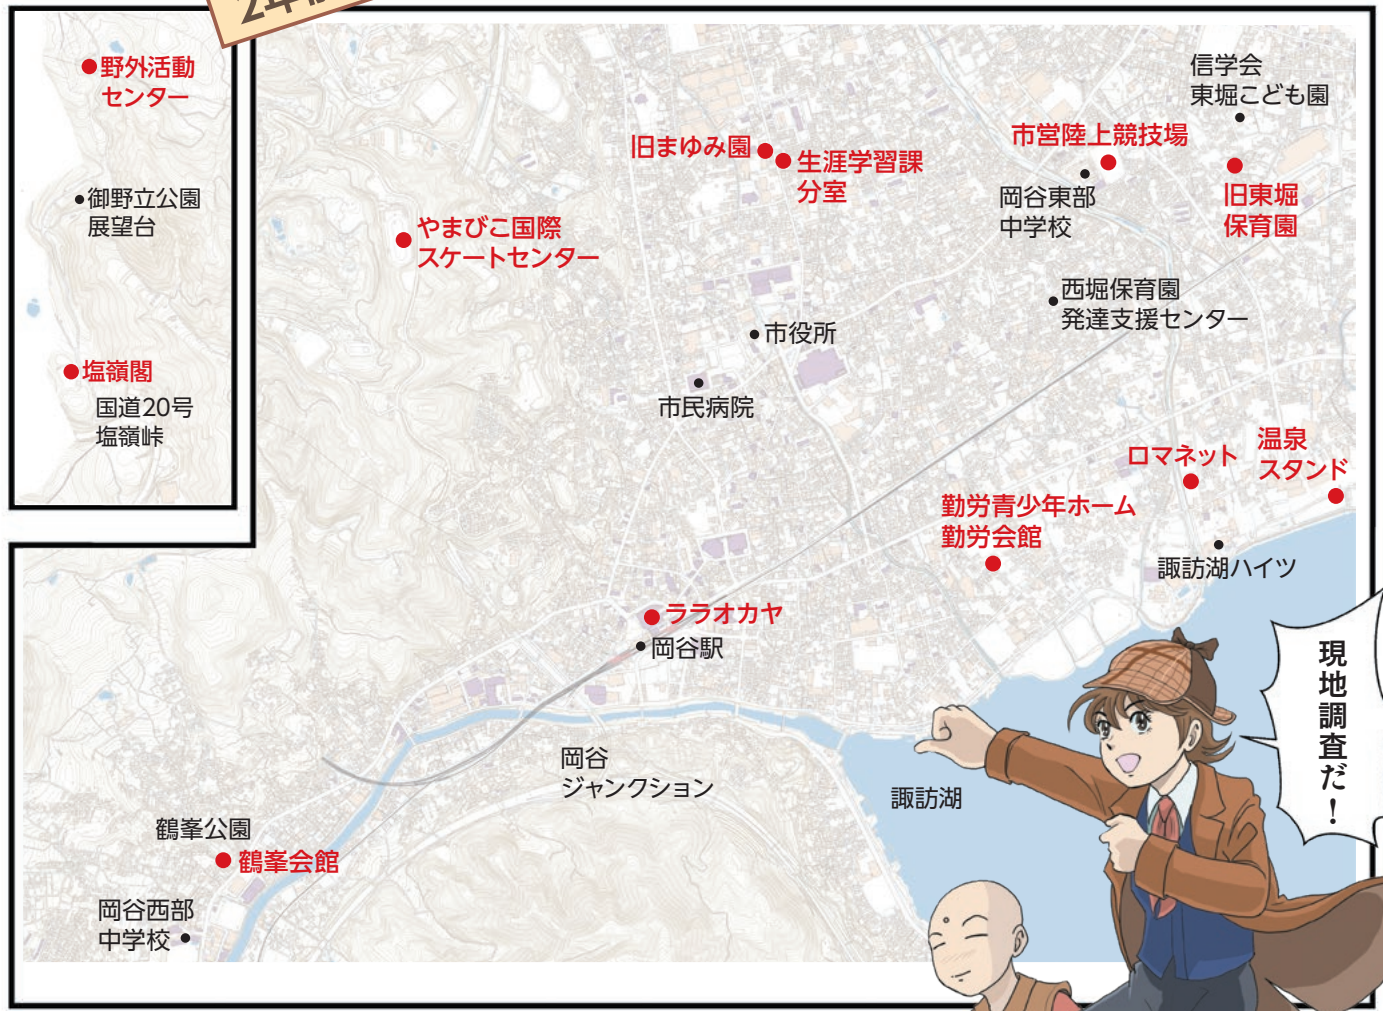 野外活動
センター
御野立公園
展望台
塩嶺閣
国道20号
塩嶺峠
やまびこ国際
スケートセンター
旧まゆみ園
生涯学習課
分室
市営陸上競技場
岡谷東部
中学校
信学会
東堀こども園
旧東堀
保育園
西堀保育園
発達支援センター
市役所
市民病院
ロマネット
温泉
スタンド
勤労青少年ホーム
勤労会館
諏訪湖ハイツ
ララオカヤ
岡谷駅
岡谷
ジャンクション
諏訪湖
鶴峯公園
鶴峯会館
岡谷西部
中学校
現地調査だ!